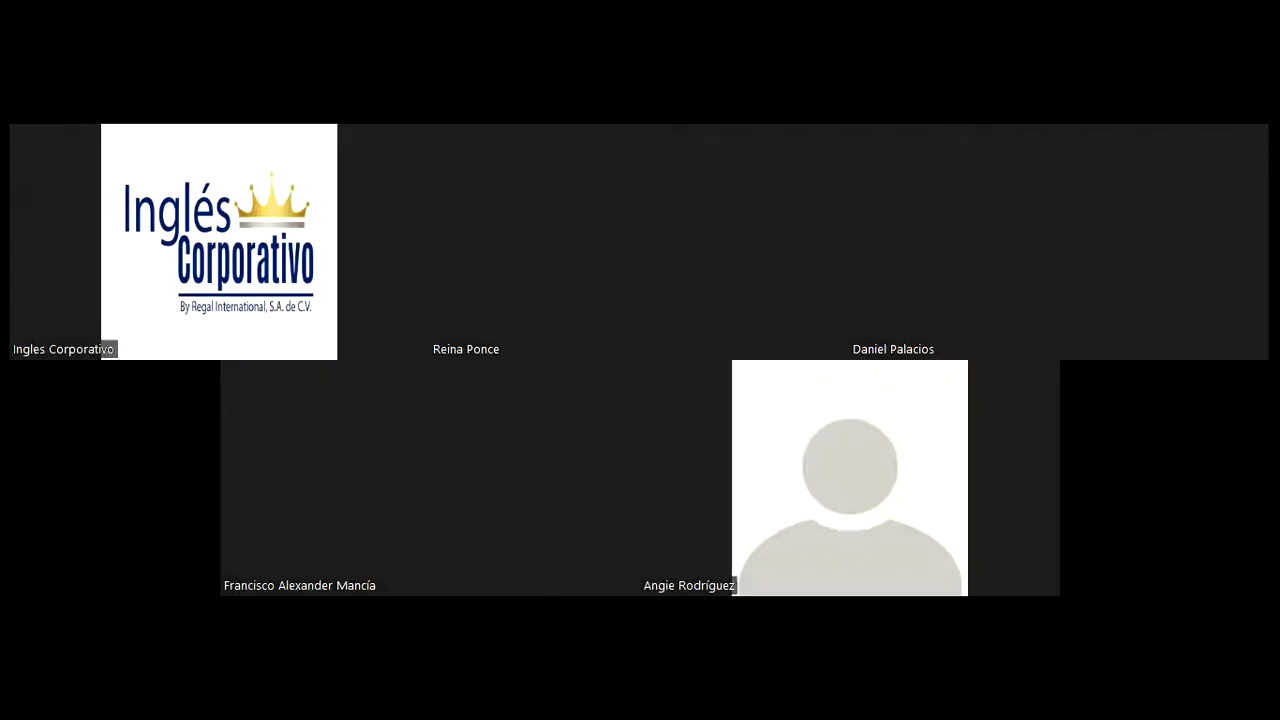 Inglés
Corporativo
By Regal International, S.A. de C.V.
Ingles Corporativo
Reina Ponce
Daniel Palacios
Francisco Alexander Mancía
Angie Rodríguez